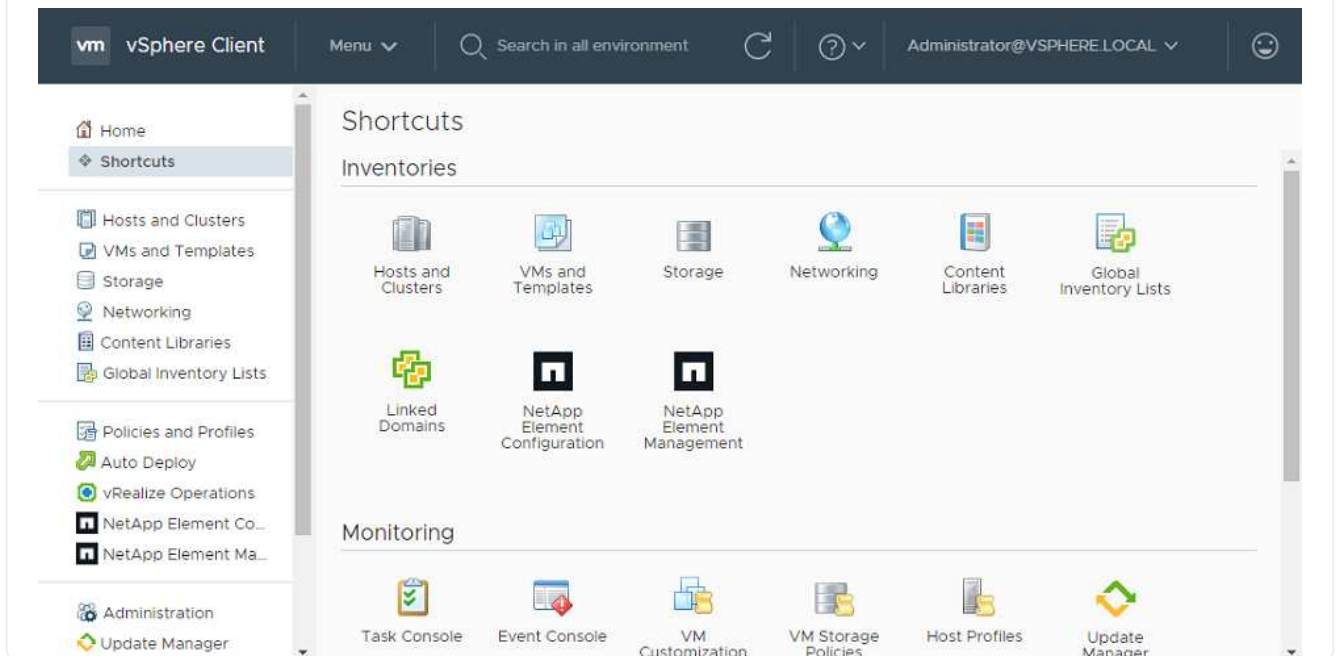 vm vSphere Client Menu Search in all environment Administrator@VSPHERE.LOCAL
Home
Shortcuts
Hosts and Clusters
VMs and Templates
Storage
Networking
Content Libraries
Global Inventory Lists
Policies and Profiles
Auto Deploy
vRealize Operations
NetApp Element Co...
NetApp Element Ma...
Administration
Update Manager
Shortcuts
Inventories
Hosts and
Clusters
VMs and
Templates
Storage
Networking
Content
Libraries
Global
Inventory Lists
Linked
Domains
NetApp
Element
Configuration
NetApp
Element
Management
Monitoring
Task Console
Event Console
VM
Customization
VM Storage
Policies
Host Profiles
Update
Manager